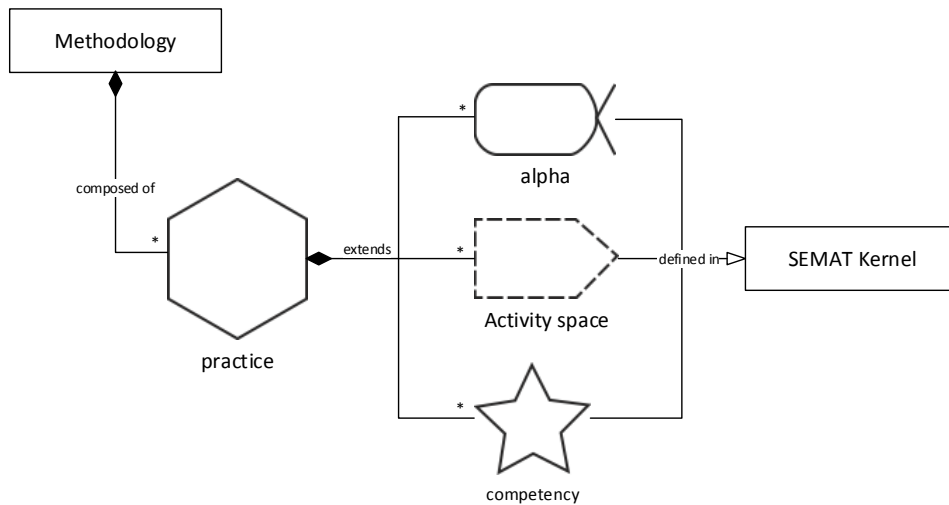 Methodology
composed of
*
practice
extends
*
alpha
*
Activity space
*
competency
defined in
SEMAT Kernel